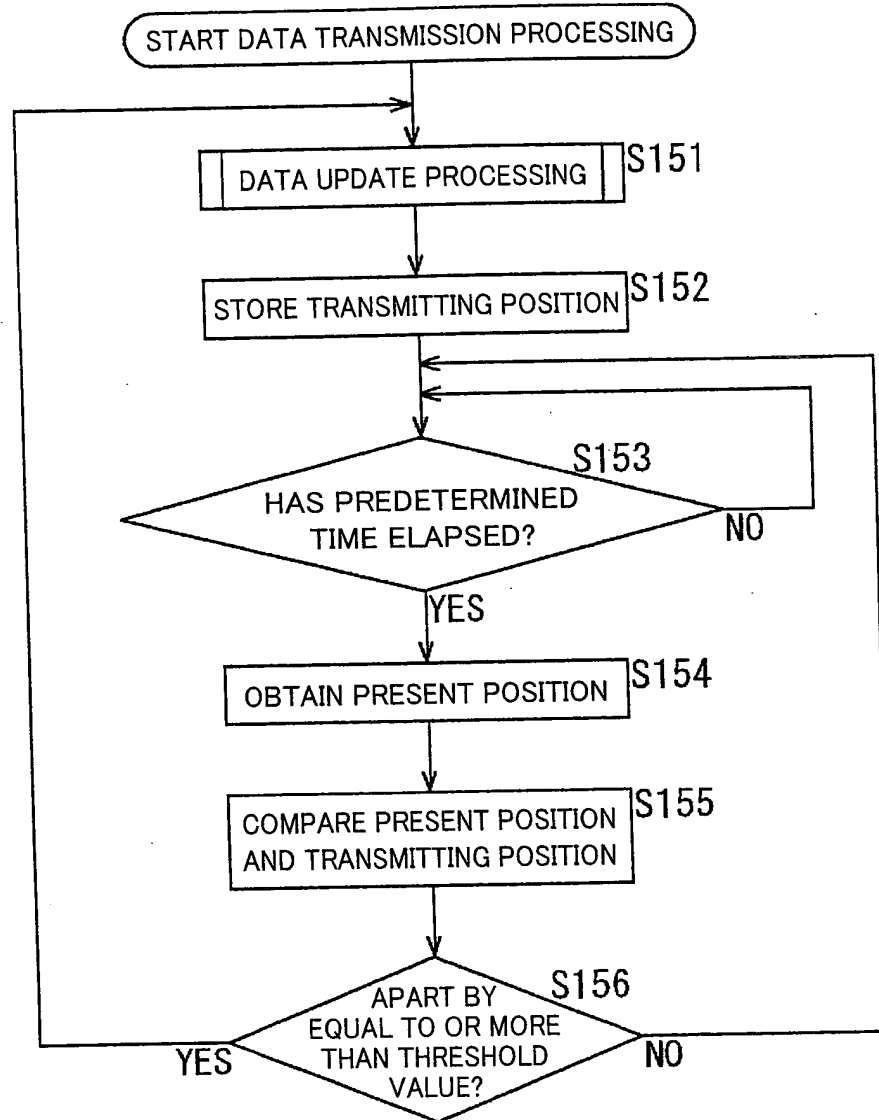 START DATA TRANSMISSION PROCESSING
DATA UPDATE PROCESSING
S151
STORE TRANSMITTING POSITION
S152
S153
HAS PREDETERMINED
TIME ELAPSED?
NO
YES
OBTAIN PRESENT POSITION
S154
COMPARE PRESENT POSITION
AND TRANSMITTING POSITION
S155
S156
APART BY
EQUAL TO OR MORE
THAN THRESHOLD
VALUE?
YES
NO